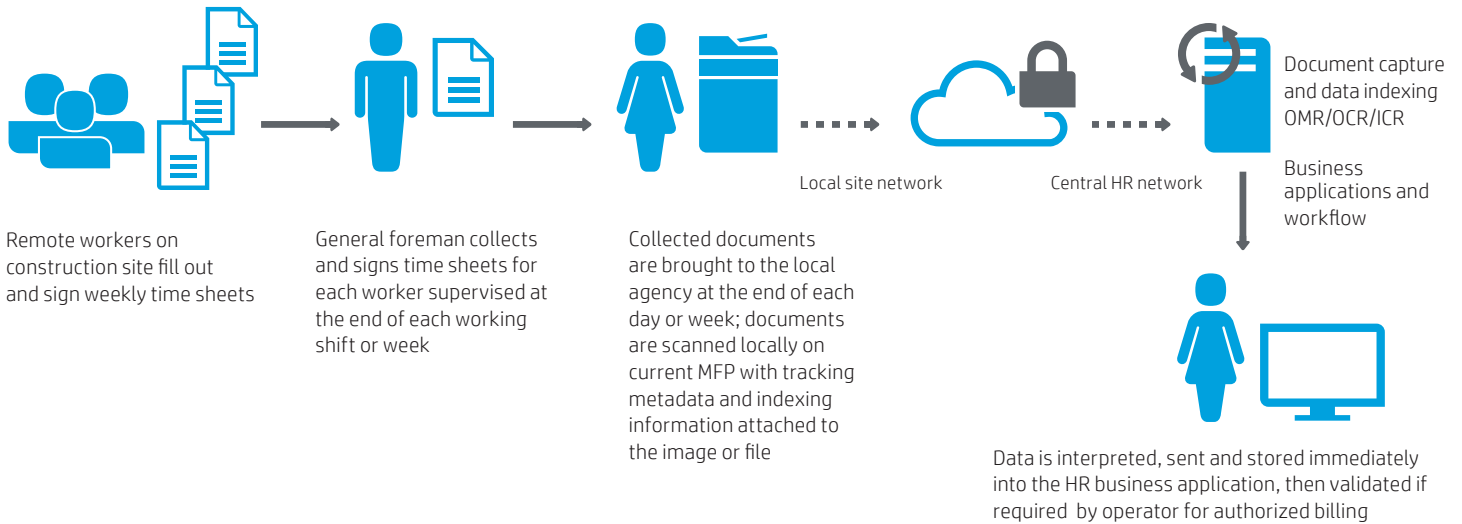 Remote workers on
construction site fill out
and sign weekly time sheets
General foreman collects
and signs time sheets for
each worker supervised at
the end of each working
shift or week
Collected documents
are brought to the local
agency at the end of each
day or week; documents
are scanned locally on
current MFP with tracking
metadata and indexing
information attached to
the image or file
Local site network
Central HR network
Document capture
and data indexing
OMR/OCR/ICR
Business
applications and
workflow
Data is interpreted, sent and stored immediately
into the HR business application, then validated if
required by operator for authorized billing